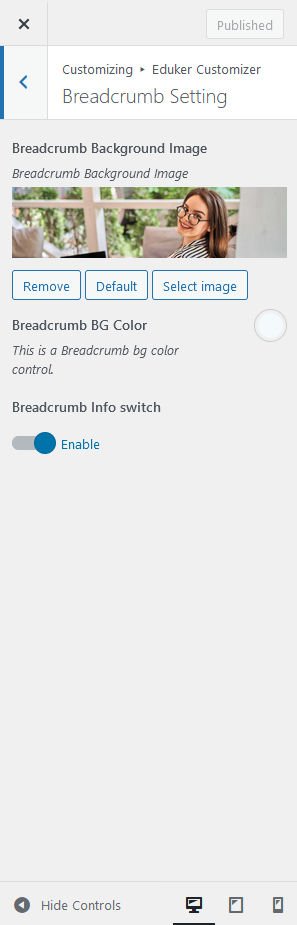 Published
Customizing ▸ Eduker Customizer
Breadcrumb Setting
Breadcrumb Background Image
Breadcrumb Background Image
Remove
Default
Select image
Breadcrumb BG Color
This is a Breadcrumb bg color
control.
Breadcrumb Info switch
Enable
Hide Controls